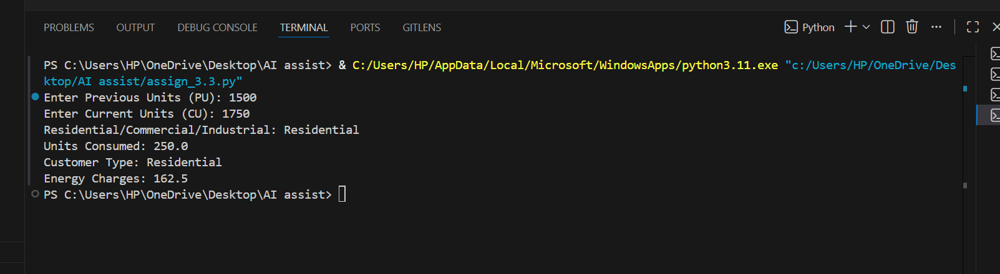 PROBLEMS OUTPUT DEBUG CONSOLE TERMINAL PORTS GITLENS Python
PS C:\Users\HP\OneDrive\Desktop\AI assist> & C:/Users/HP/AppData/Local/Microsoft/WindowsApps/python3.11.exe "c:/Users/HP/OneDrive/Des
ktop/AI assist/assign_3.3.py"
Enter Previous Units (PU): 1500
Enter Current Units (CU): 1750
Residential/Commercial/Industrial: Residential
Units Consumed: 250.0
Customer Type: Residential
Energy Charges: 162.5
PS C:\Users\HP\OneDrive\Desktop\AI assist>